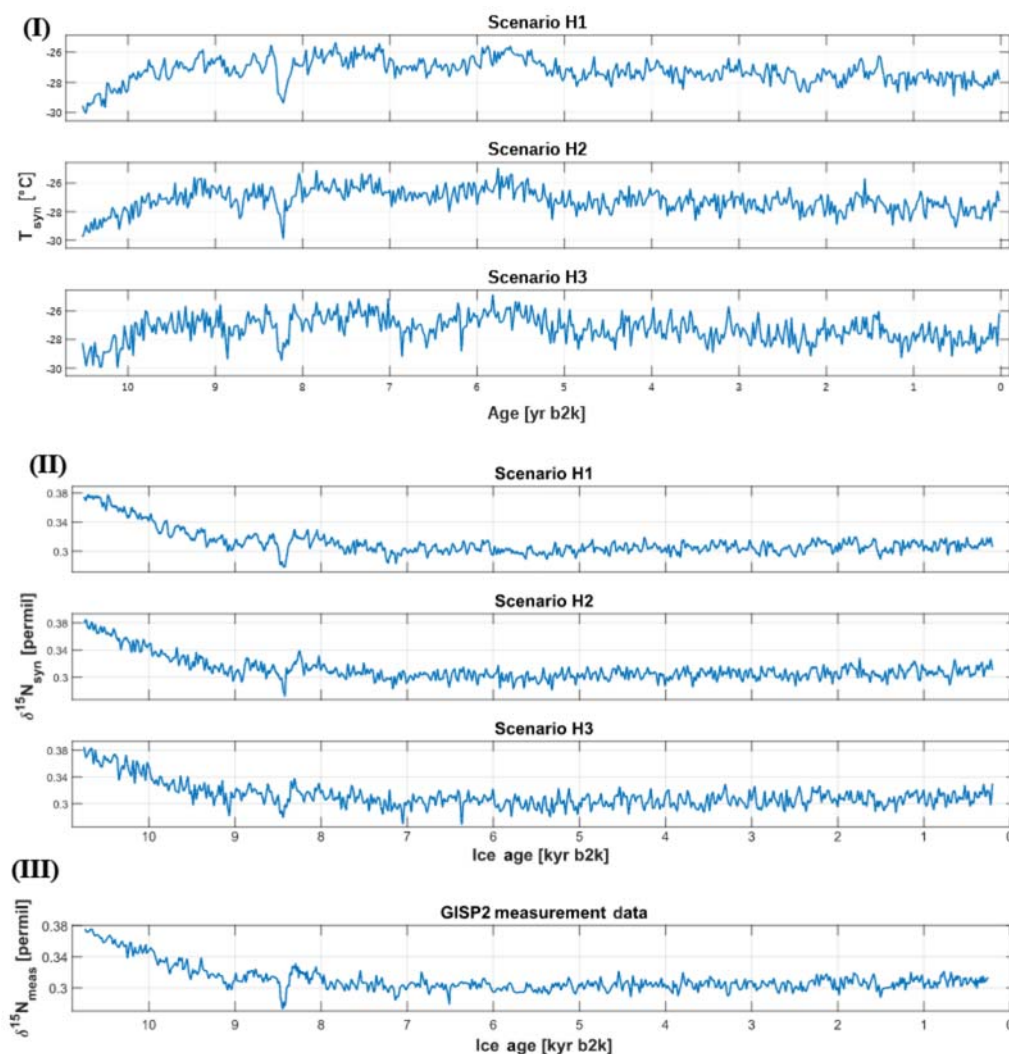 (I)
Scenario H1
-26
-28
-30
Scenario H2
-26
-28
-30
T_syn [°C]
Scenario H3
-26
-28
-30
10 9 8 7 6 5 4 3 2 1 0
Age [yr b2k]
(II)
Scenario H1
0.38
0.34
0.3
Scenario H2
0.38
0.34
0.3
δ¹⁵N_syn [permil]
Scenario H3
0.38
0.34
0.3
10 9 8 7 6 5 4 3 2 1 0
Ice age [kyr b2k]
(III)
GISP2 measurement data
0.38
0.34
0.3
δ¹⁵N_meas [permil]
10 9 8 7 6 5 4 3 2 1 0
Ice age [kyr b2k]